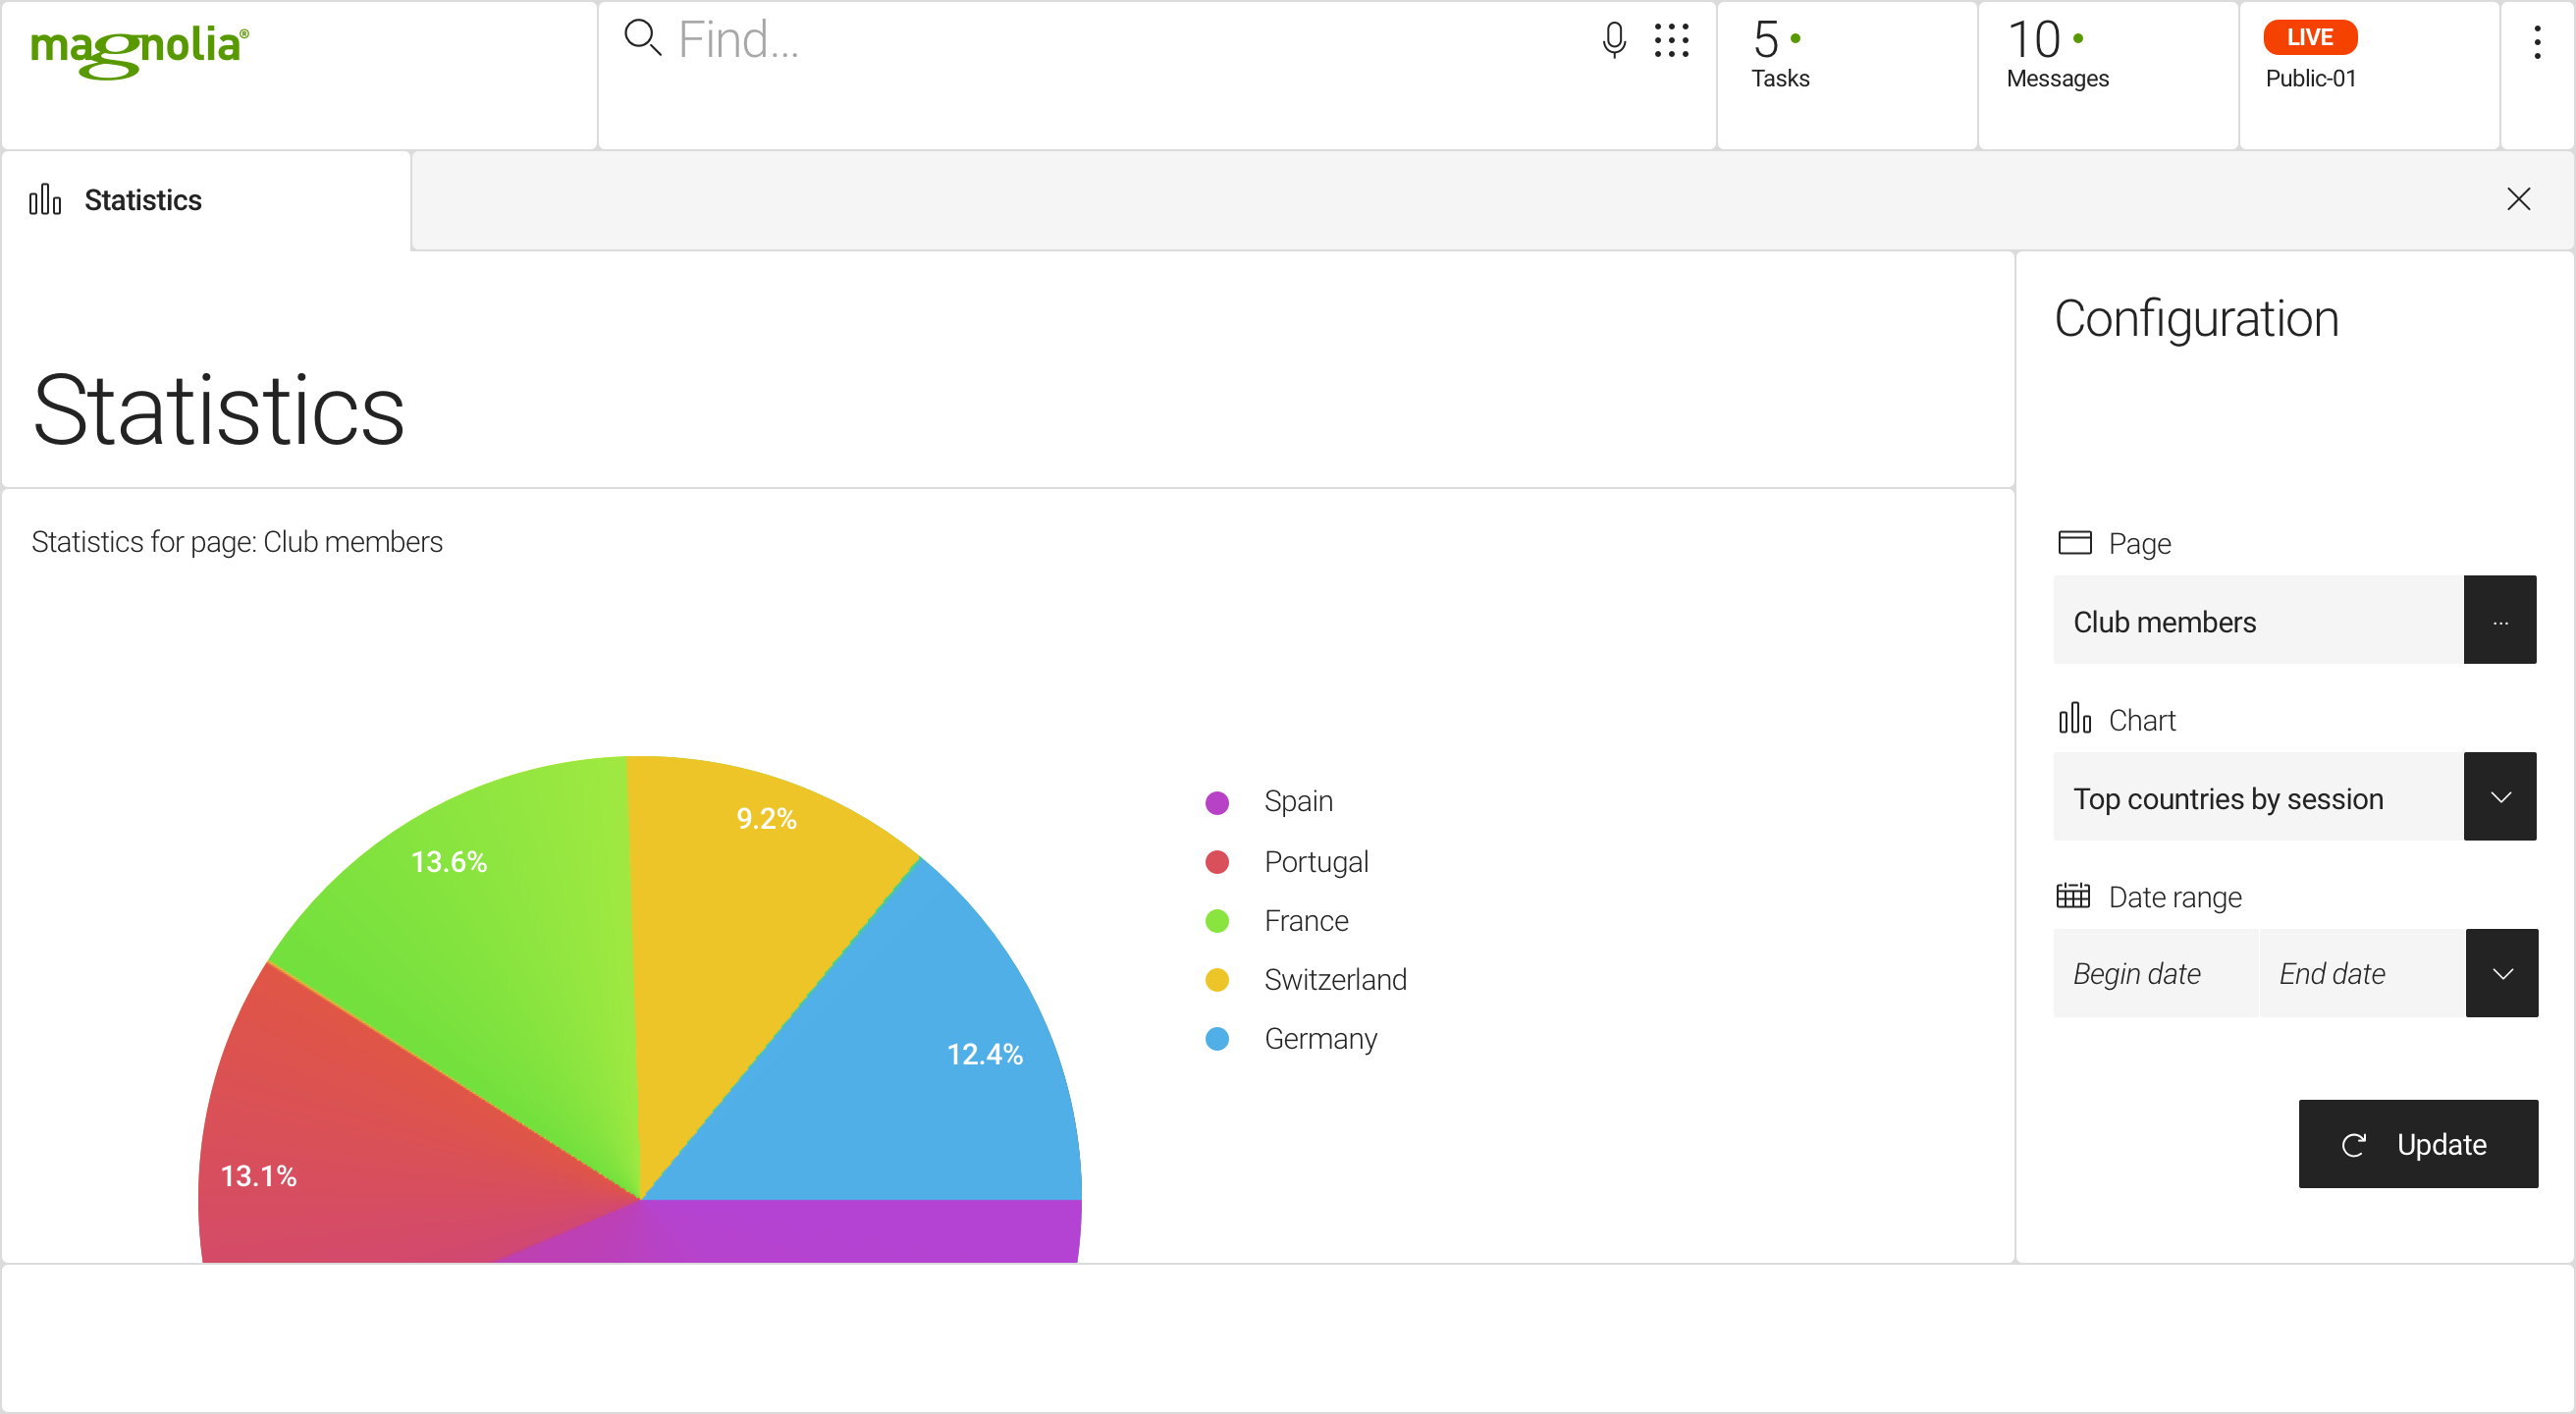 magnolia®
Find...
5
Tasks
10
Messages
LIVE
Public-01
Statistics
Statistics
Statistics for page: Club members
9.2%
13.6%
12.4%
13.1%
Spain
Portugal
France
Switzerland
Germany
Configuration
Page
Club members
...
Chart
Top countries by session
Date range
Begin date
End date
Update